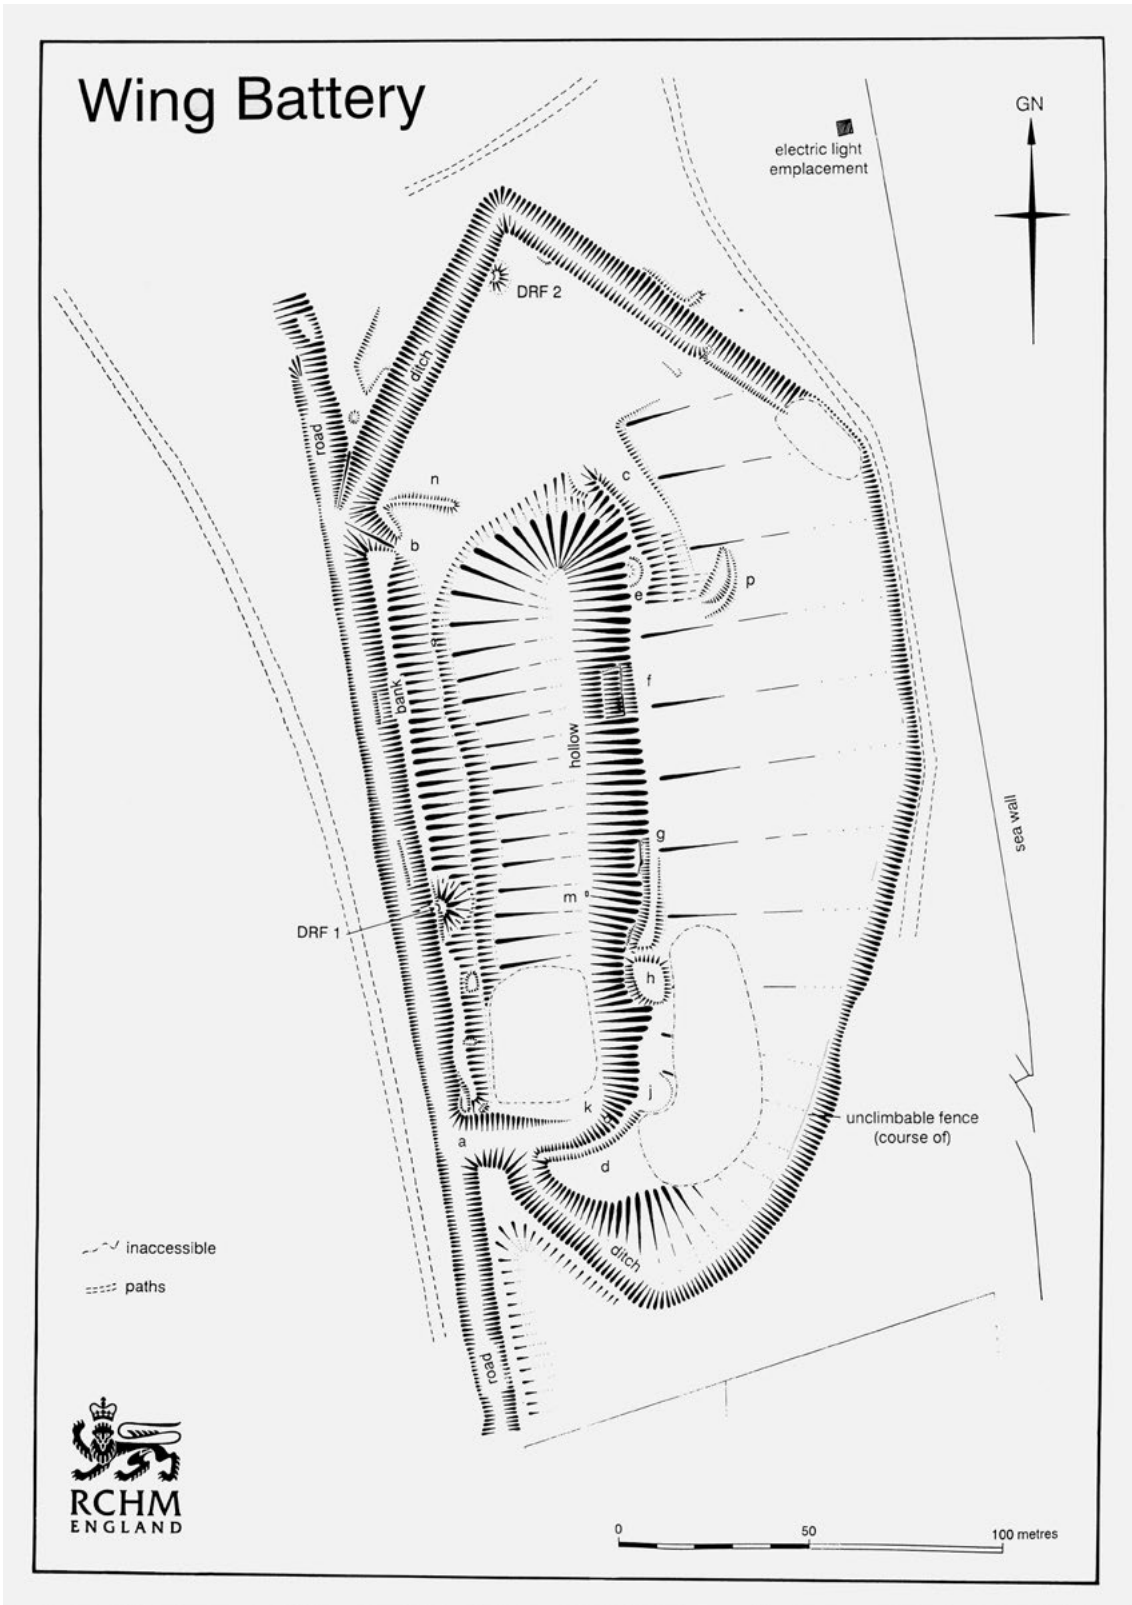 Wing Battery
GN
electric light
emplacement
DRF 2
ditch
road
c
n
b
p
e
f
bank
hollow
g
sea wall
m
DRF 1
h
j
k
unclimbable fence
(course of)
a
d
ditch
inaccessible
paths
road
RCHM
ENGLAND
0 50 100 metres